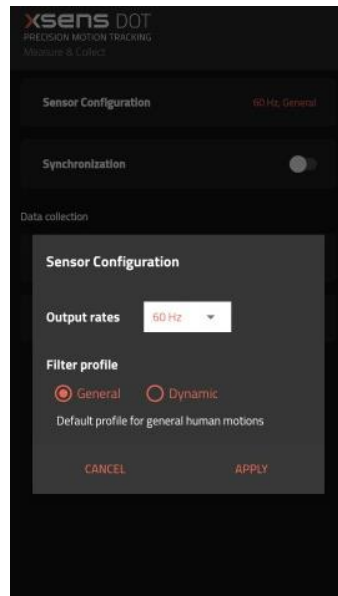 xsens DOT
PRECISION MOTION TRACKING
Measure & Collect
Sensor Configuration 60 Hz, General
Synchronization
Data collection
Sensor Configuration
Output rates 60 Hz
Filter profile
General Dynamic
Default profile for general human motions
CANCEL APPLY